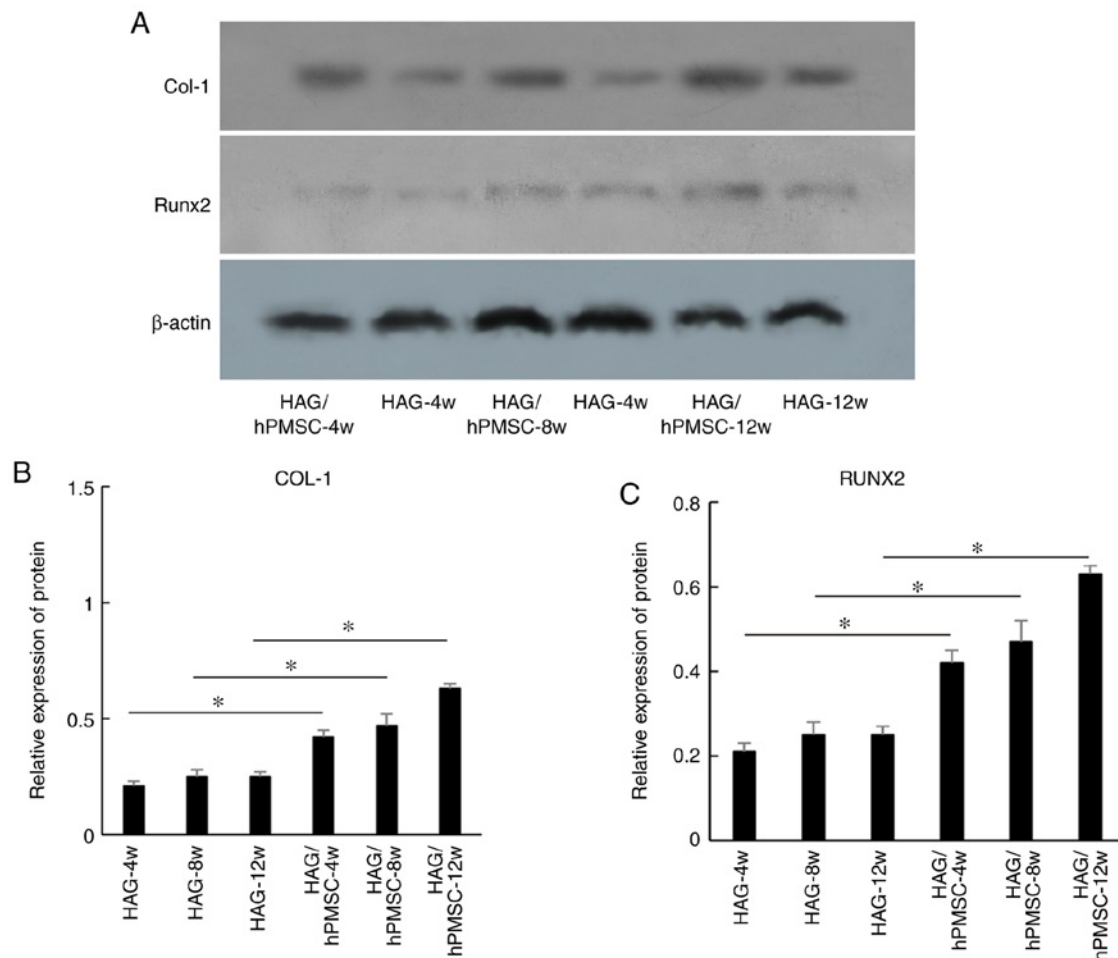 A
Col-1
Runx2
β-actin
HAG/
hPMSC-4w
HAG-4w
HAG/
hPMSC-8w
HAG-4w
HAG/
hPMSC-12w
HAG-12w
B
COL-1
Relative expression of protein
1.5
1
0.5
0
*
*
*
HAG-4w
HAG-8w
HAG-12w
HAG/
hPMSC-4w
HAG/
hPMSC-8w
HAG/
hPMSC-12w
C
RUNX2
Relative expression of protein
0.8
0.6
0.4
0.2
0
*
*
*
HAG-4w
HAG-8w
HAG-12w
HAG/
hPMSC-4w
HAG/
hPMSC-8w
HAG/
hPMSC-12w